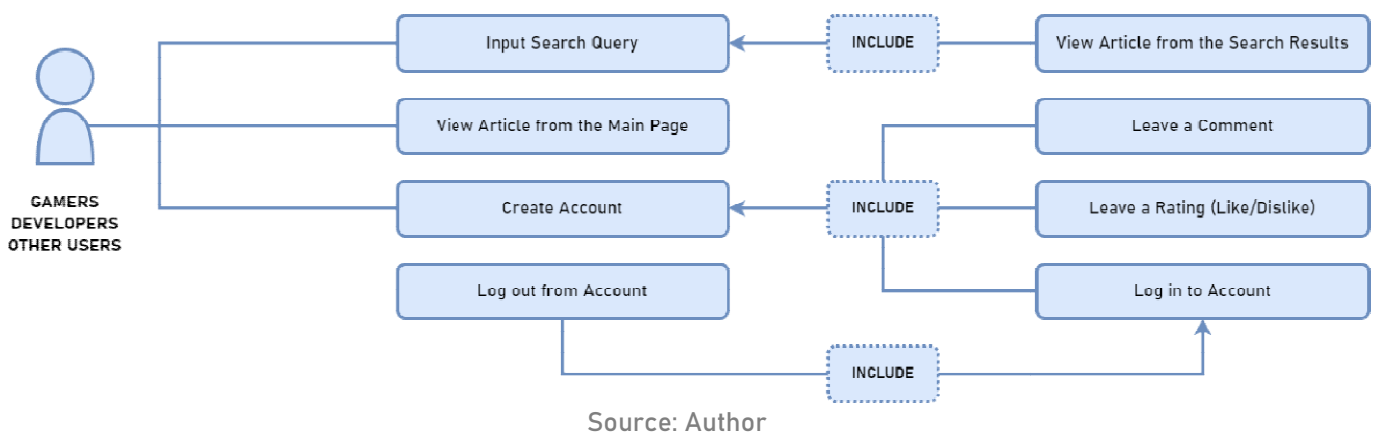 Input Search Query
INCLUDE
View Article from the Search Results
View Article from the Main Page
Leave a Comment
GAMERS
DEVELOPERS
OTHER USERS
Create Account
INCLUDE
Leave a Rating (Like/Dislike)
Log out from Account
Log in to Account
INCLUDE
Source: Author